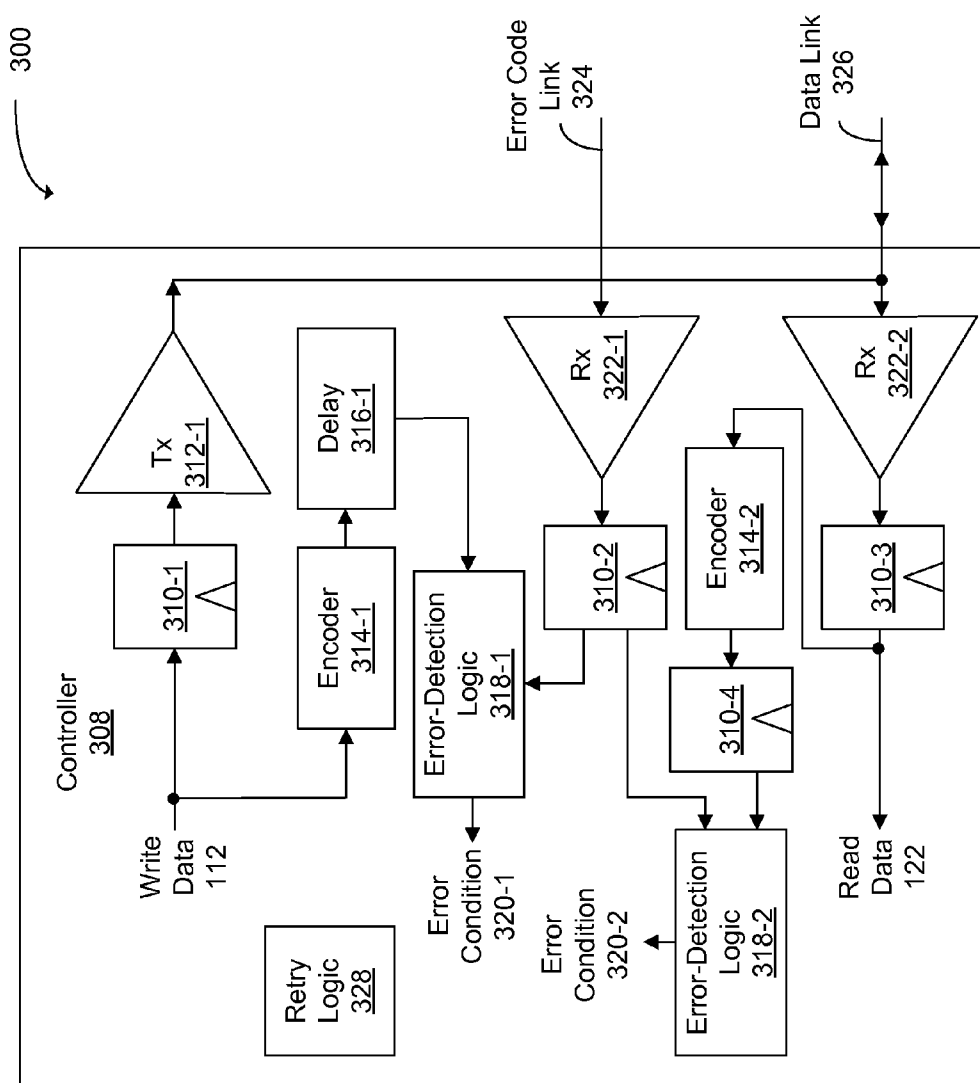 300
Controller
308
Write
Data
112
310-1
Tx
312-1
Encoder
314-1
Delay
316-1
Retry
Logic
328
Error
Condition
320-1
Error-Detection
Logic
318-1
Error Code
Link
324
310-2
Rx
322-1
Error
Condition
320-2
Error-Detection
Logic
318-2
310-4
Encoder
314-2
Read
Data
122
310-3
Rx
322-2
Data Link
326